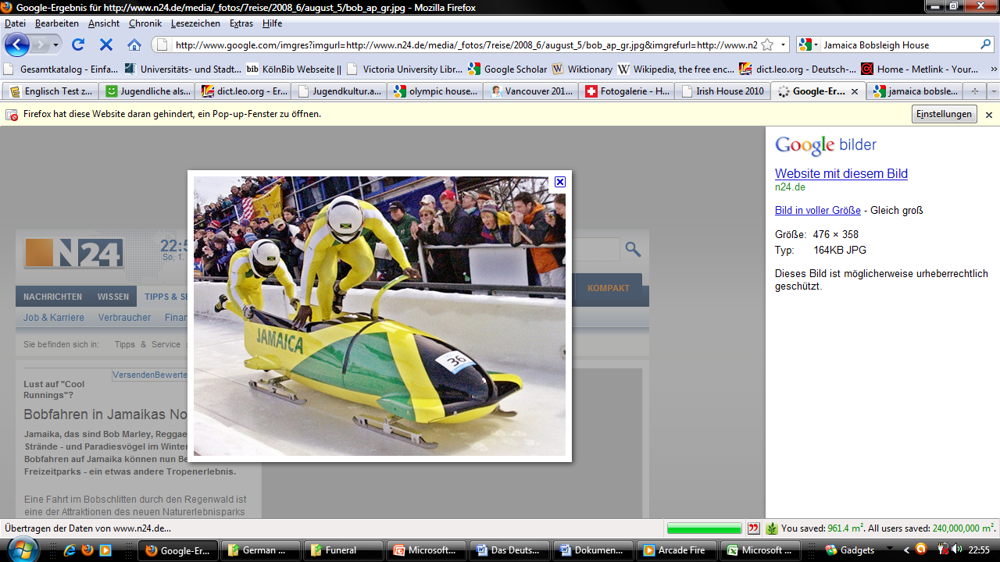 Google-Ergebnis für http://www.n24.de/media/_fotos/7reise/2008_6/august_5/bob_ap_gr.jpg - Mozilla Firefox
Datei Bearbeiten Ansicht Chronik Lesezeichen Extras Hilfe
http://www.google.com/imgres?imgurl=http://www.n24.de/media/_fotos/7reise/2008_6/august_5/bob_ap_gr.jpg&imgrefurl=http://www.n2 Jamaica Bobsleigh House
Gesamtkatalog - Einfa... Universitäts- und Stadt... bib KölnBib Webseite || Victoria University Libr... Google Scholar W Wiktionary W Wikipedia, the free enc... dict.leo.org - Deutsch-... Home - Metlink - Your... »
Englisch Test z... Jugendliche als... dict.leo.org - Er... Jugendkultur.a... olympic house... Vancouver 201... Fotogalerie - H... Irish House 2010 Google-Er... jamaica bobsle...
Firefox hat diese Website daran gehindert, ein Pop-up-Fenster zu öffnen. Einstellungen
Google bilder
Website mit diesem Bild
n24.de
Bild in voller Größe - Gleich groß
Größe: 476 × 358
Typ: 164KB JPG
Dieses Bild ist möglicherweise urheberrechtlich
geschützt.
N24
22:5
So, 1.
NACHRICHTEN WISSEN TIPPS & SE KOMPAKT
Job & Karriere Verbraucher Finan
Sie befinden sich in: Tipps & Service
JAMAICA
36
VersendenBewerte
Lust auf "Cool
Runnings"?
Bobfahren in Jamaikas No
Jamaika, das sind Bob Marley, Reggae
Strände - und Paradiesvögel im Winter
Bobfahren auf Jamaika können nun Be
Freizeitparks - ein etwas andere Tropenerlebnis.
Eine Fahrt im Bobschlitten durch den Regenwald ist
eine der Attraktionen des neuen Naturerlebnisparks
Übertragen der Daten von www.n24.de... You saved: 961.4 m². All users saved: 240,000,000 m².
Google-Er... German ... Funeral Microsoft... Das Deuts... Dokumen... Arcade Fire Microsoft ... Gadgets 22:55